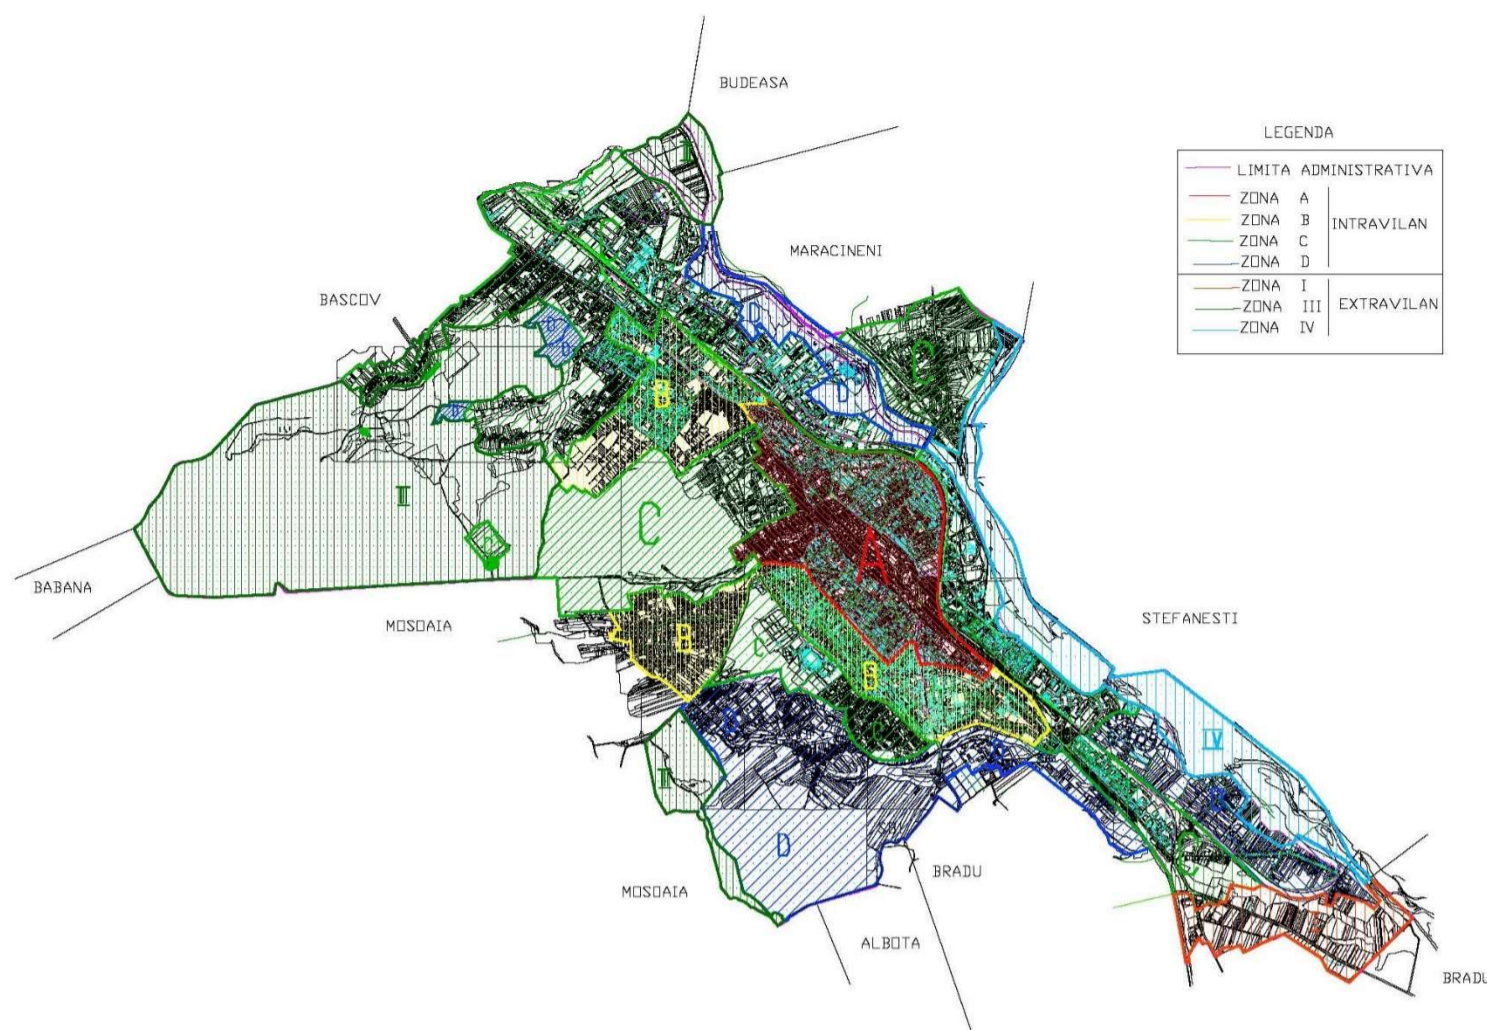 BUDEASA
LEGENDA
LIMITA ADMINISTRATIVA
ZONA A
ZONA B
INTRAVILAN
ZONA C
ZONA D
ZONA I
ZONA III
EXTRAVILAN
ZONA IV
MARACINENI
BASCOV
C
D
D
D
C
B
D
C
A
BABANA
MOSOAIA
STEFANESTI
B
C
B
D
C
D
IV
D
D
C
BRADU
MOSOAIA
ALBOTA
BRADU